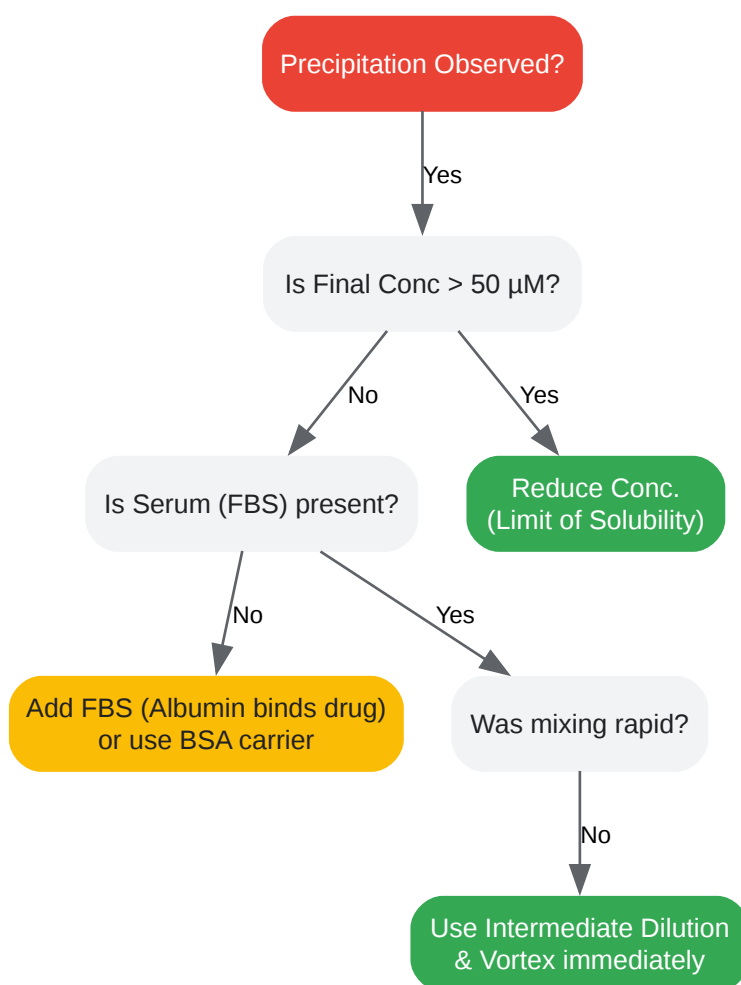 Precipitation Observed?
Yes
Is Final Conc > 50 µM?
No
Yes
Is Serum (FBS) present?
Reduce Conc.
(Limit of Solubility)
No
Yes
Add FBS (Albumin binds drug)
or use BSA carrier
Was mixing rapid?
No
Use Intermediate Dilution
& Vortex immediately